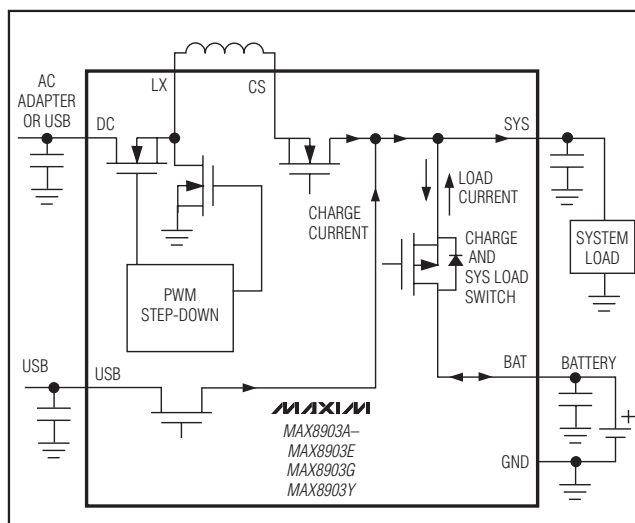 AC
ADAPTER
OR USB
LX
CS
DC
SYS
CHARGE
CURRENT
LOAD
CURRENT
CHARGE
AND
SYS LOAD
SWITCH
SYSTEM
LOAD
PWM
STEP-DOWN
USB
USB
BAT
BATTERY
+
MAXIM
MAX8903A–
MAX8903E
MAX8903G
MAX8903Y
GND